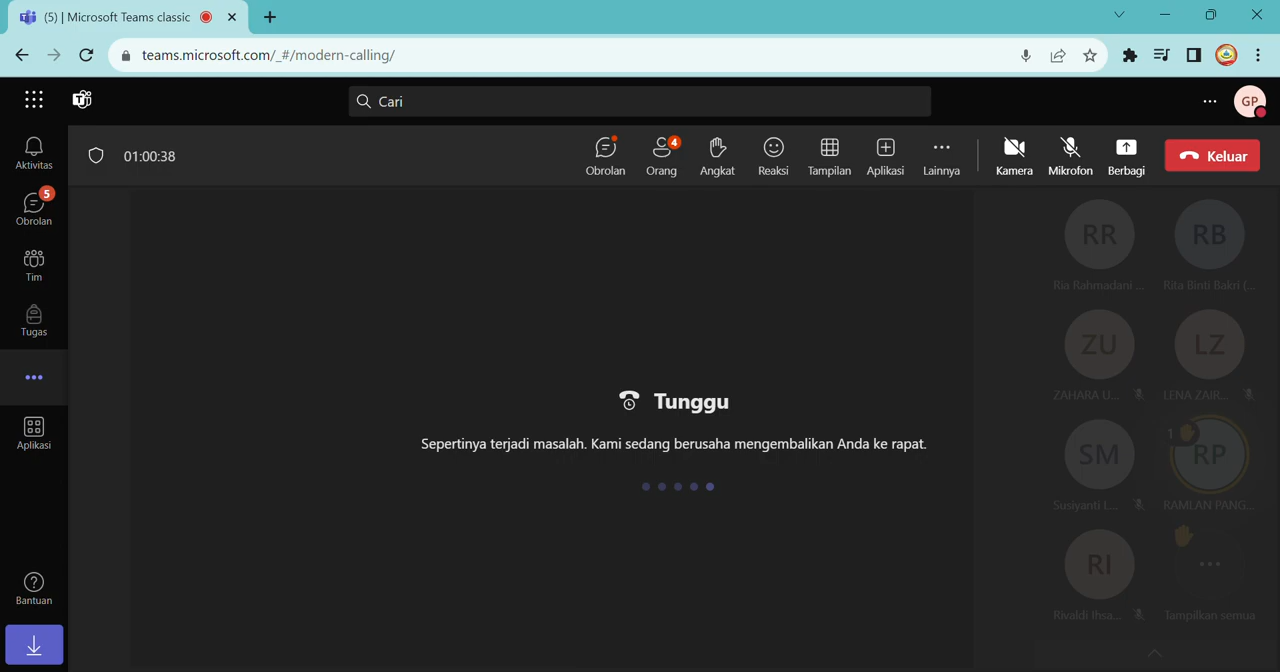 (5) | Microsoft Teams classic
teams.microsoft.com/_#/modern-calling/
Cari
GP
Aktivitas
5
Obrolan
Tim
Tugas
Aplikasi
Bantuan
01:00:38
Obrolan
4
Orang
Angkat
Reaksi
Tampilan
Aplikasi
Lainnya
Kamera
Mikrofon
Berbagi
Keluar
Tunggu
Sepertinya terjadi masalah. Kami sedang berusaha mengembalikan Anda ke rapat.
RR
Ria Rahmadani ...
RB
Rita Binti Bakri (...
ZU
ZAHARA U...
LZ
LENA ZAIR...
SM
Susiyanti L...
1
RP
RAMLAN PANG...
RI
Rivaldi Ihsa...
Tampilkan semua